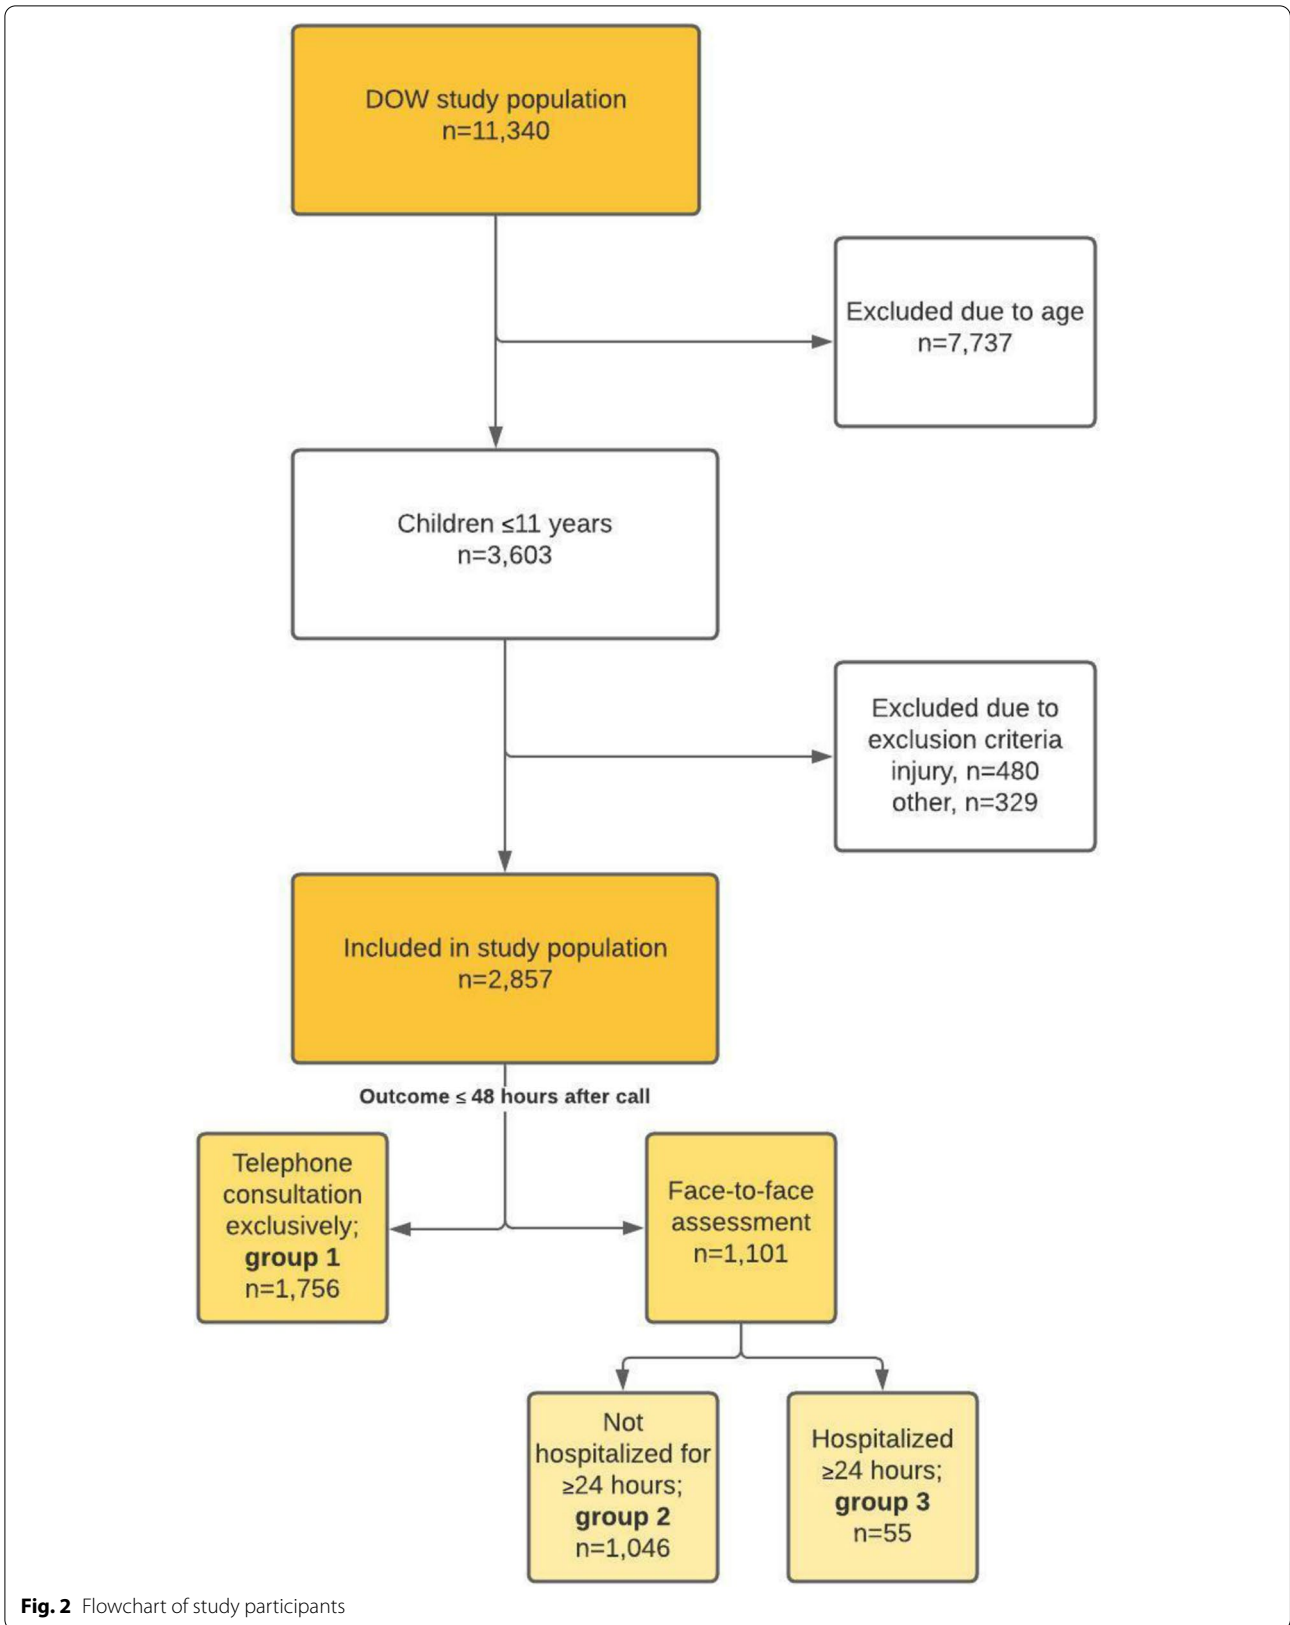 DOW study population
n=11,340
Excluded due to age
n=7,737
Children ≤11 years
n=3,603
Excluded due to
exclusion criteria
injury, n=480
other, n=329
Included in study population
n=2,857
Outcome ≤ 48 hours after call
Telephone
consultation
exclusively;
group 1
n=1,756
Face-to-face
assessment
n=1,101
Not
hospitalized for
≥24 hours;
group 2
n=1,046
Hospitalized
≥24 hours;
group 3
n=55
Fig. 2 Flowchart of study participants